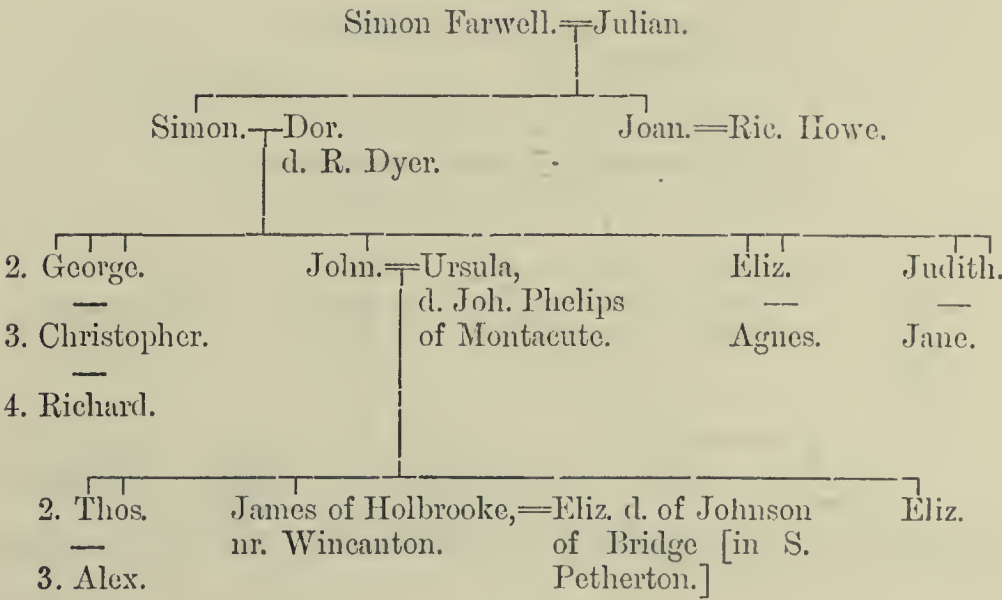 Simon Farwell.=Julian.
Simon.—Dor. Joan.=Ric. Howe.
d. R. Dyer.
2. George. John.=Ursula, Eliz. Judith.
d. Joh. Phelips
3. Christopher. of Montacute. Agnes. Jane.
4. Richard.
2. Thos. James of Holbrooke,=Eliz. d. of Johnson Eliz.
nr. Wincanton. of Bridge [in S.
3. Alex. Petherton.]